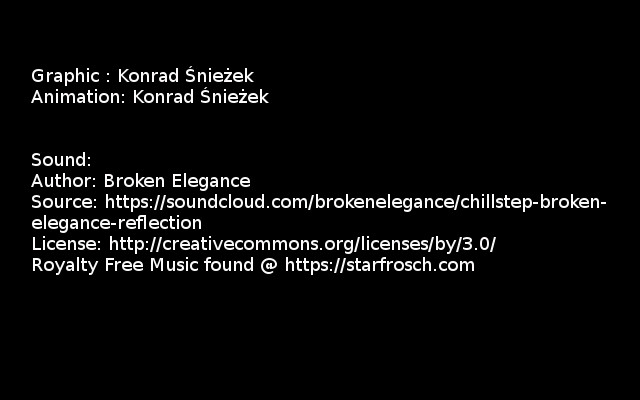 Graphic : Konrad Śnieżek
Animation: Konrad Śnieżek
Sound:
Author: Broken Elegance
Source: https://soundcloud.com/brokenelegance/chillstep-broken-
elegance-reflection
License: http://creativecommons.org/licenses/by/3.0/
Royalty Free Music found @ https://starfrosch.com